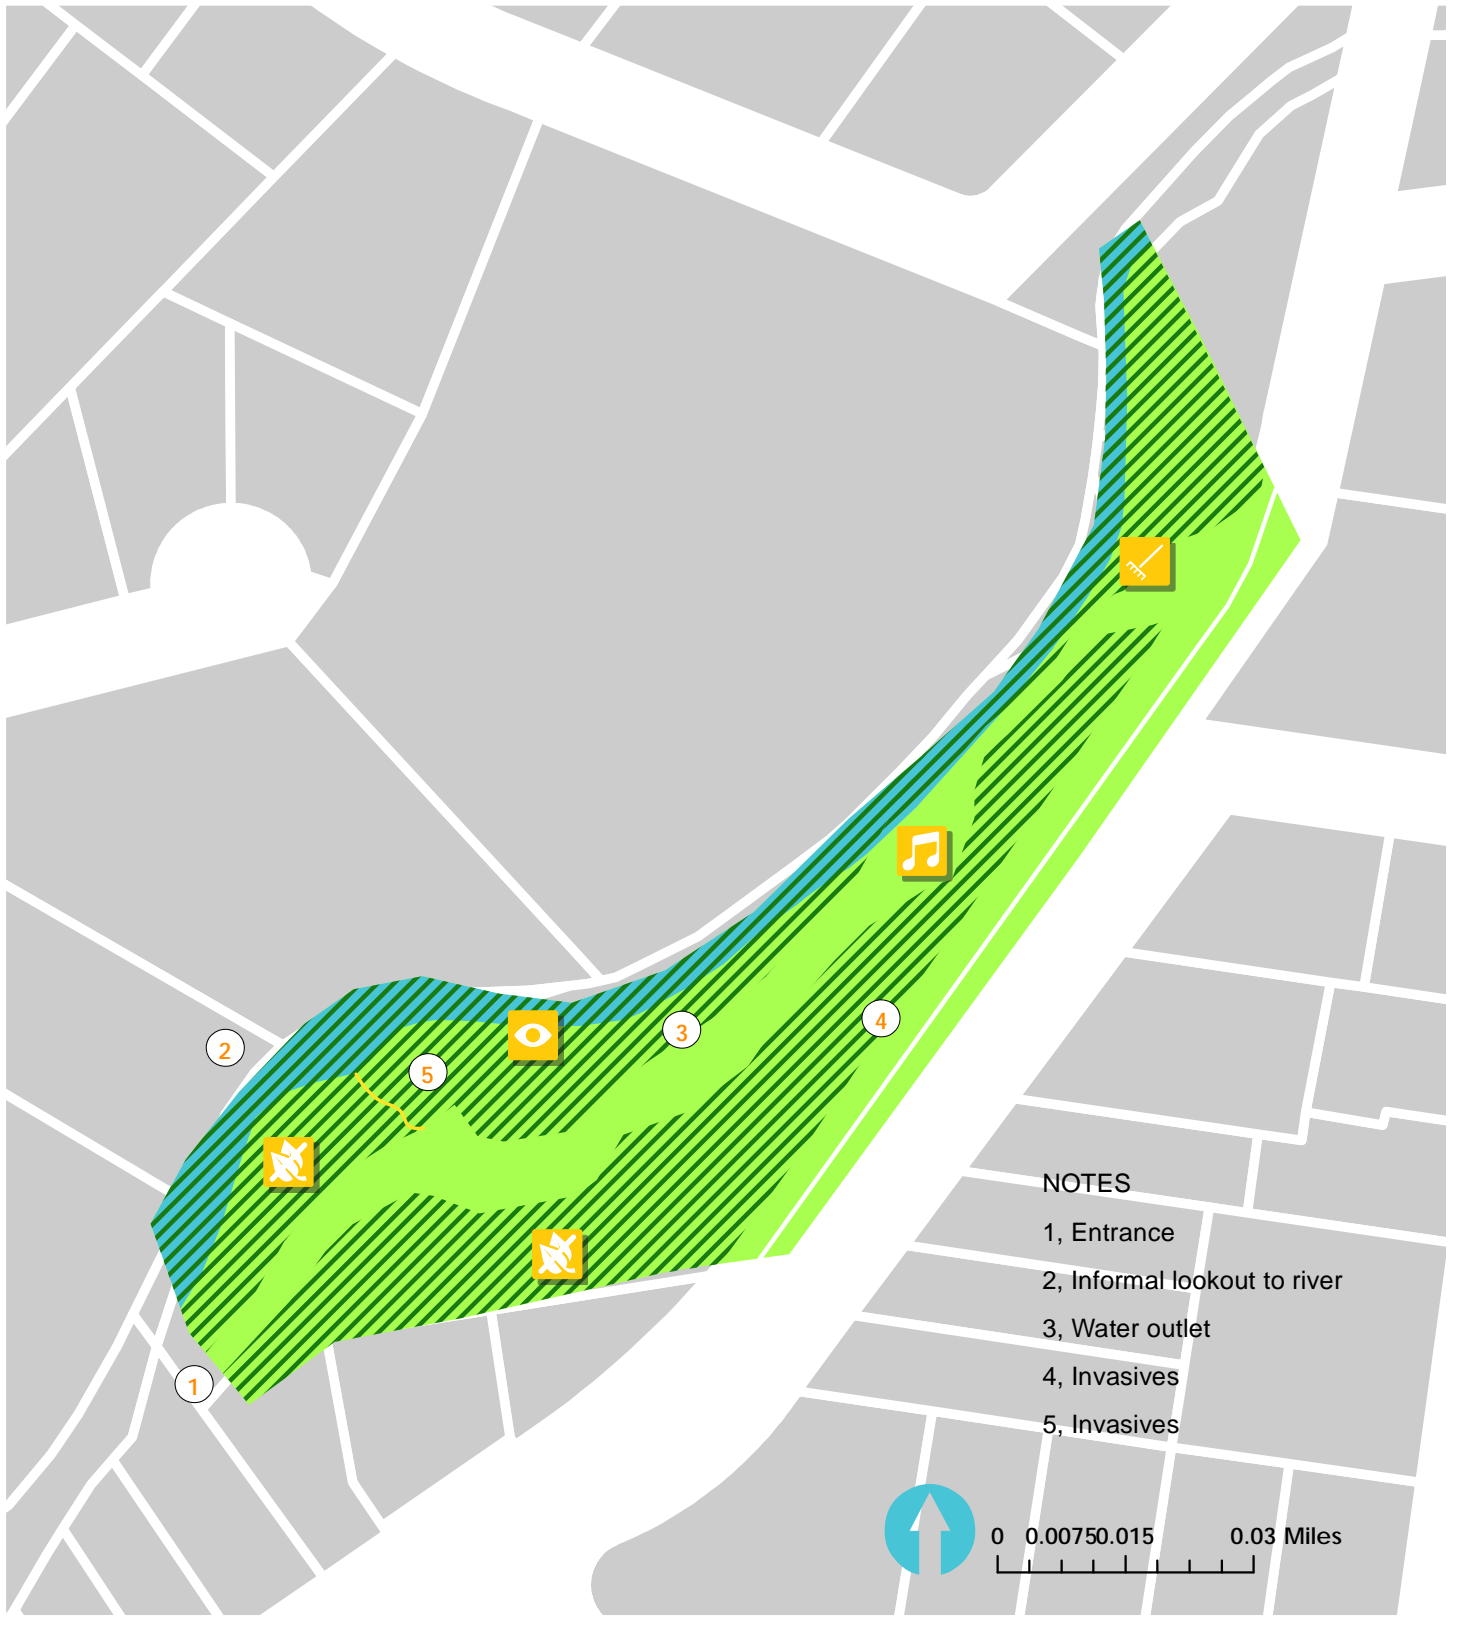 2
5
3
4
1
NOTES
1, Entrance
2, Informal lookout to river
3, Water outlet
4, Invasives
5, Invasives
0 0.0075 0.015 0.03 Miles